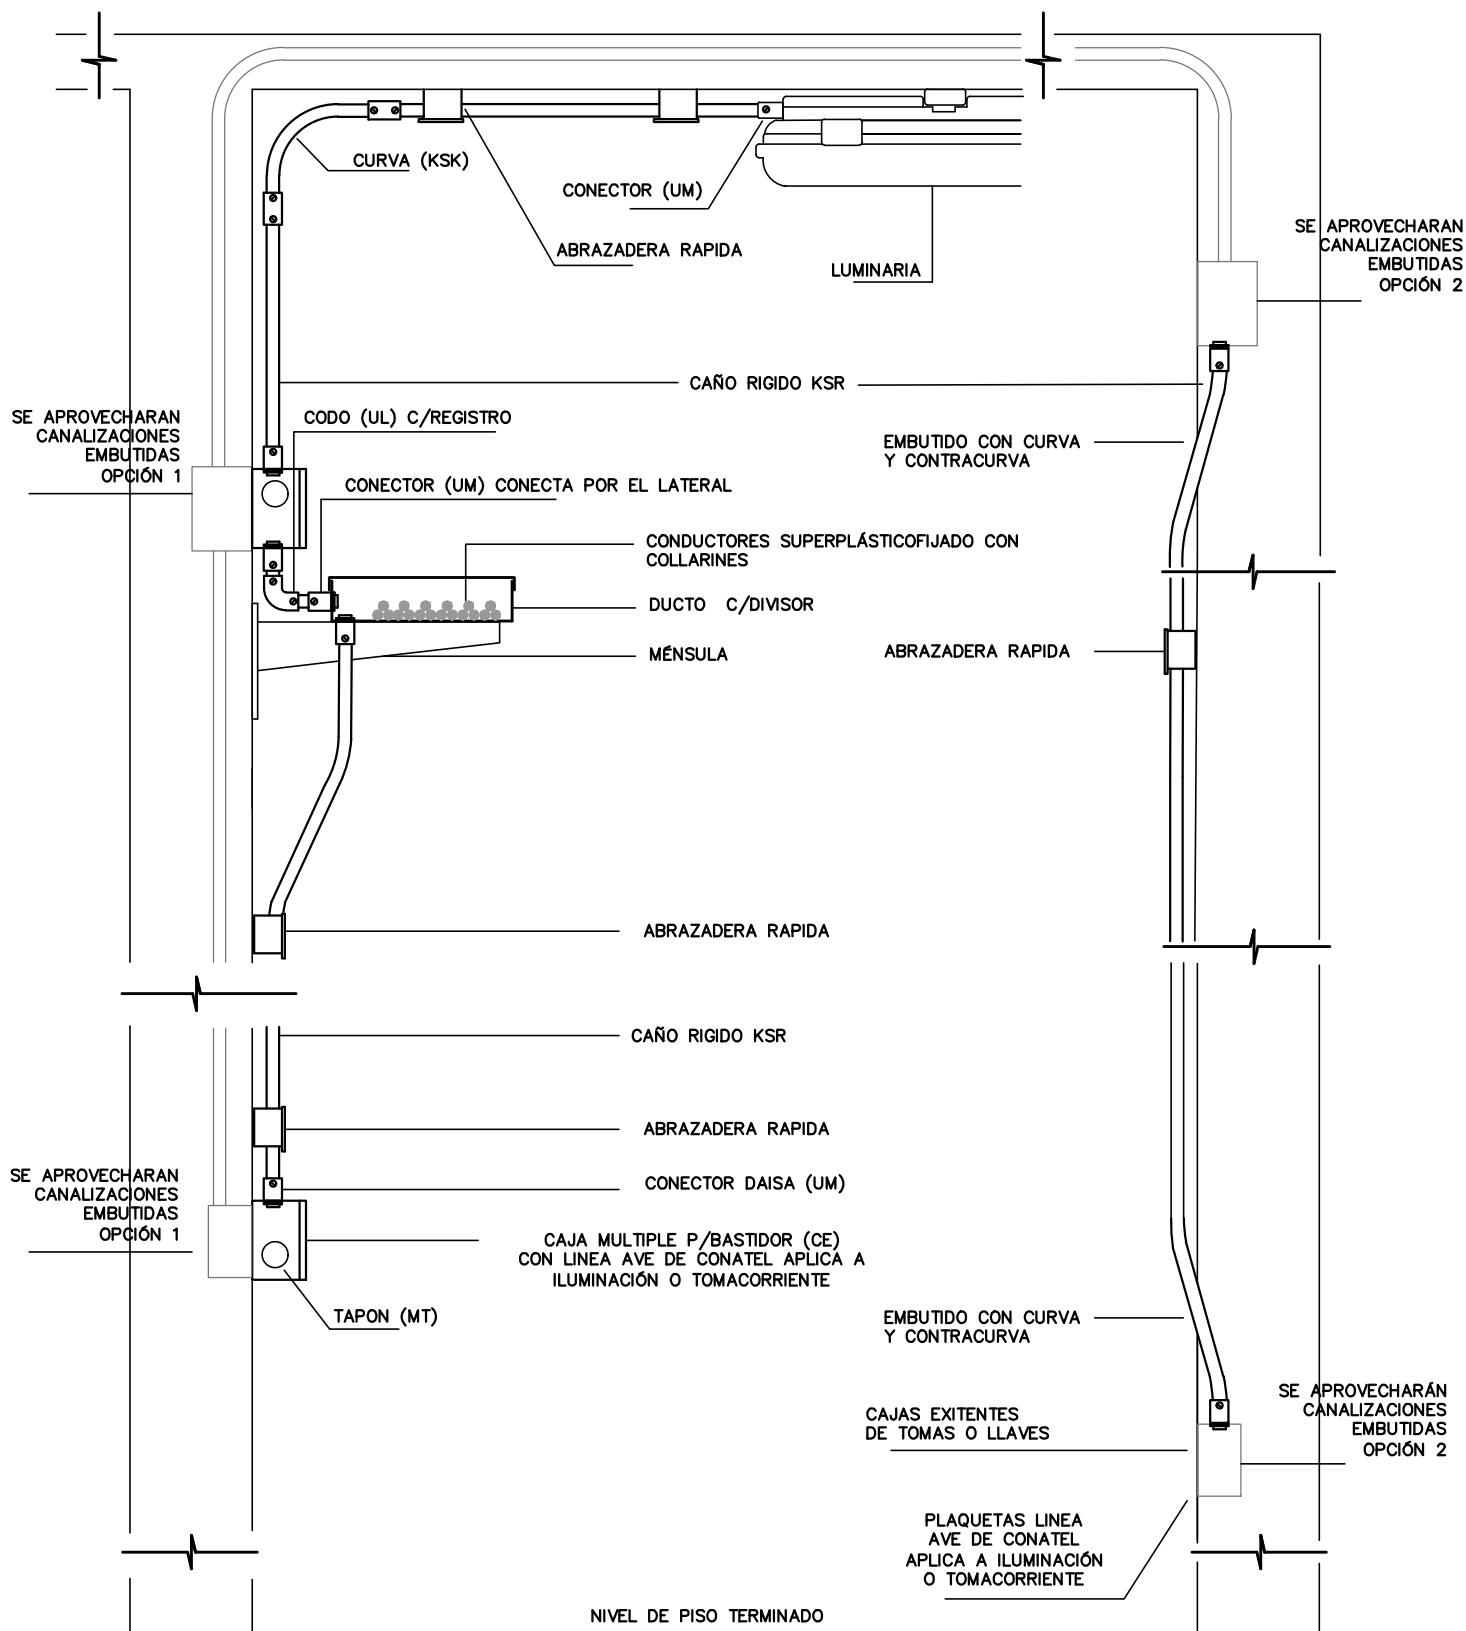 CURVA (KSK)
CONECTOR (UM)
ABRAZADERA RAPIDA
LUMINARIA
SE APROVECHARAN
CANALIZACIONES
EMBUTIDAS
OPCIÓN 2
CAÑO RIGIDO KSR
SE APROVECHARAN
CANALIZACIONES
EMBUTIDAS
OPCIÓN 1
CODO (UL) C/REGISTRO
EMBUTIDO CON CURVA
Y CONTRACURVA
CONECTOR (UM) CONECTA POR EL LATERAL
CONDUCTORES SUPERPLÁSTICOFIJADO CON
COLLARINES
DUCTO C/DIVISOR
MÉNSULA
ABRAZADERA RAPIDA
ABRAZADERA RAPIDA
CAÑO RIGIDO KSR
ABRAZADERA RAPIDA
SE APROVECHARAN
CANALIZACIONES
EMBUTIDAS
OPCIÓN 1
CONECTOR DAISA (UM)
CAJA MULTIPLE P/BASTIDOR (CE)
CON LINEA AVE DE CONATEL APLICA A
ILUMINACIÓN O TOMACORRIENTE
TAPON (MT)
EMBUTIDO CON CURVA
Y CONTRACURVA
SE APROVECHARÁN
CANALIZACIONES
EMBUTIDAS
OPCIÓN 2
CAJAS EXITENTES
DE TOMAS O LLAVES
PLAQUETAS LINEA
AVE DE CONATEL
APLICA A ILUMINACIÓN
O TOMACORRIENTE
NIVEL DE PISO TERMINADO